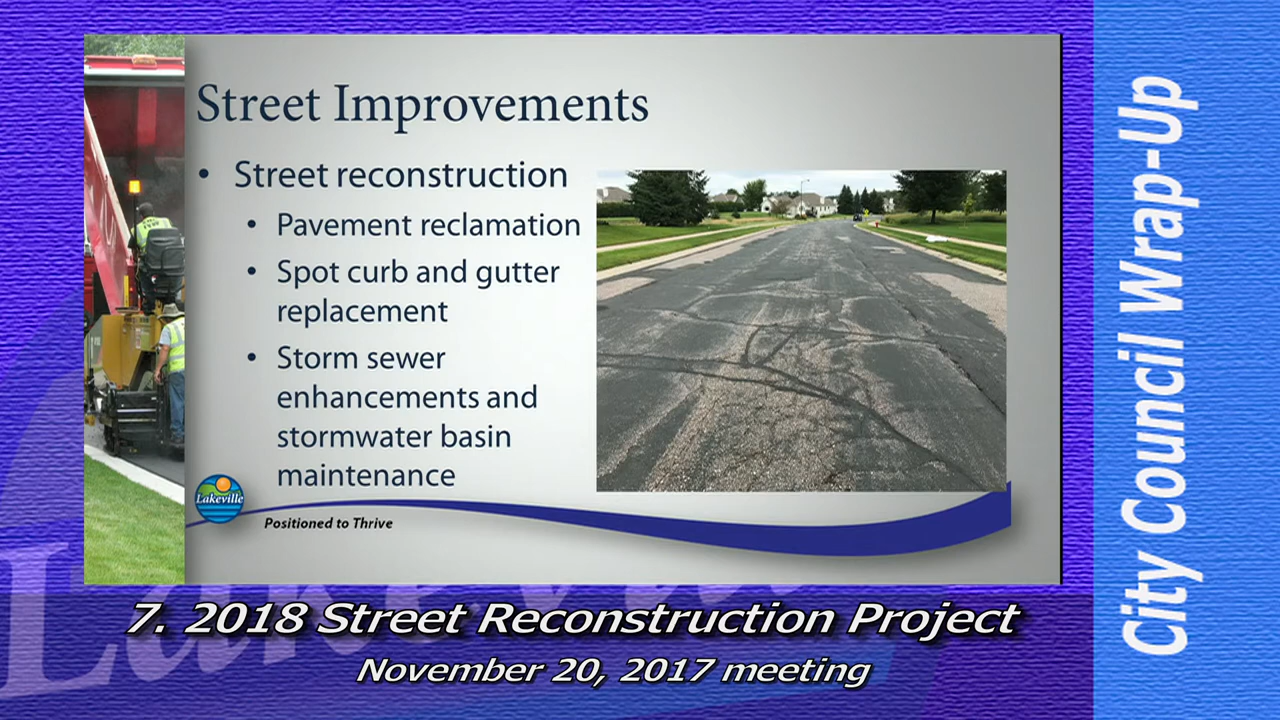 Street Improvements
• Street reconstruction
• Pavement reclamation
• Spot curb and gutter
replacement
• Storm sewer
enhancements and
stormwater basin
maintenance
Lakeville
Positioned to Thrive
7. 2018 Street Reconstruction Project
November 20, 2017 meeting
City Council Wrap-Up
Lakeville